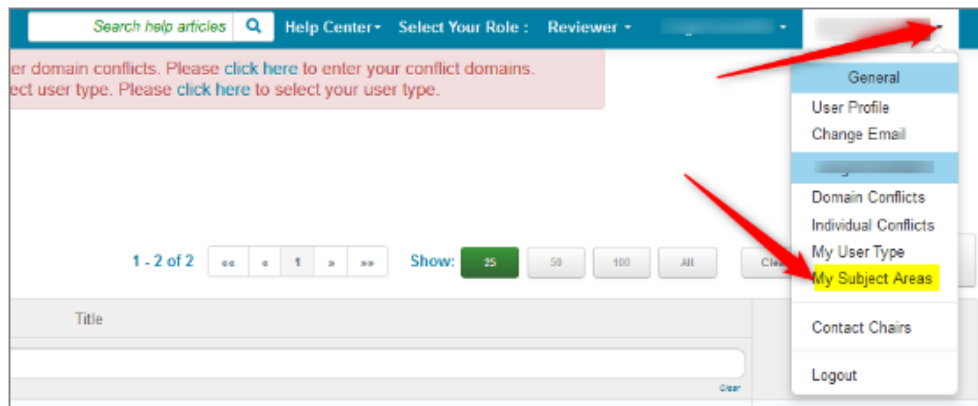 Search help articles Help Center Select Your Role : Reviewer
er domain conflicts. Please click here to enter your conflict domains.
ect user type. Please click here to select your user type.
General
User Profile
Change Email
Domain Conflicts
Individual Conflicts
My User Type
My Subject Areas
Contact Chairs
Logout
1 - 2 of 2 «« « 1 » »» Show: 25 50 100 All
Title
Clear